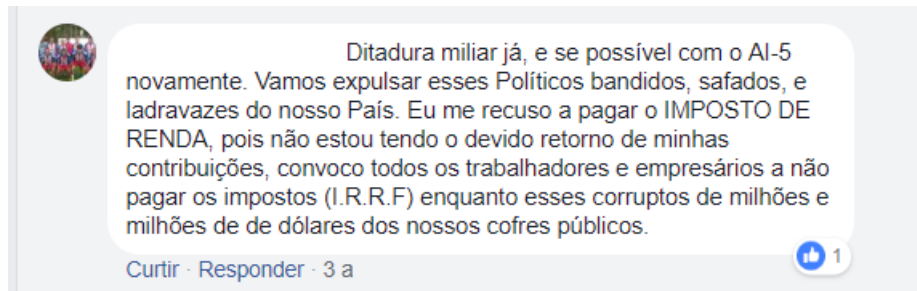 Ditadura miliar já, e se possível com o AI-5
novamente. Vamos expulsar esses Políticos bandidos, safados, e
ladravazes do nosso País. Eu me recuso a pagar o IMPOSTO DE
RENDA, pois não estou tendo o devido retorno de minhas
contribuições, convoco todos os trabalhadores e empresários a não
pagar os impostos (I.R.R.F) enquanto esses corruptos de milhões e
milhões de de dólares dos nossos cofres públicos.
1
Curtir · Responder · 3 a